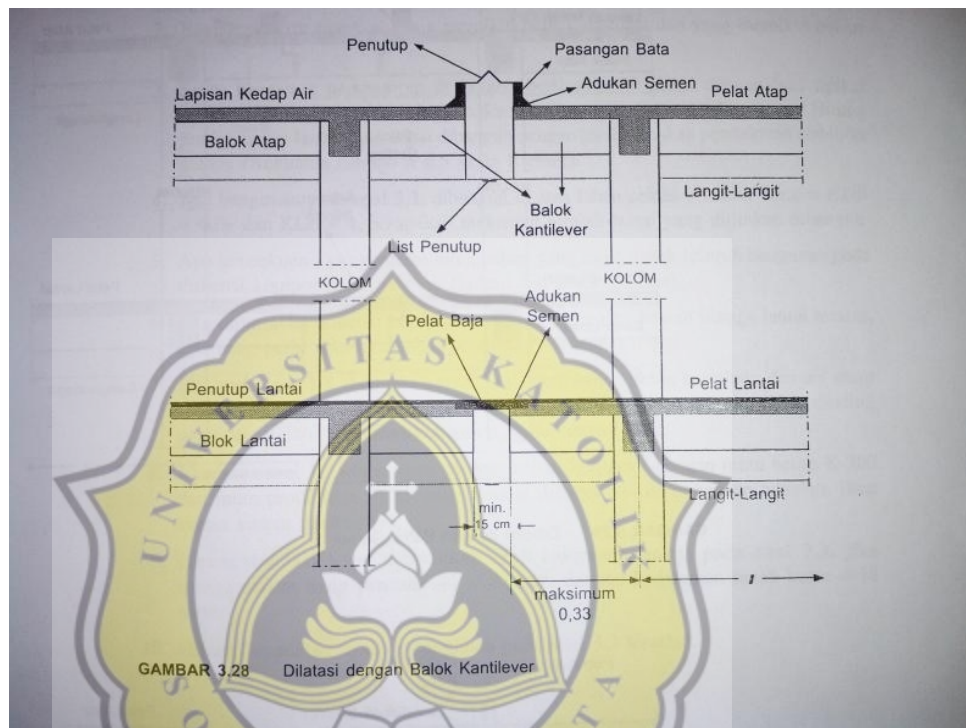 Penutup
Pasangan Bata
Adukan Semen
Lapisan Kedap Air
Pelat Atap
Balok Atap
Langit-Langit
Balok
Kantilever
List Penutup
KOLOM
KOLOM
Adukan
Semen
Pelat Baja
Penutup Lantai
Pelat Lantai
Blok Lantai
Langit-Langit
min.
15 cm
maksimum
0,33
GAMBAR 3.28 Dilatasi dengan Balok Kantilever
UNIVERSITAS KATOLIK